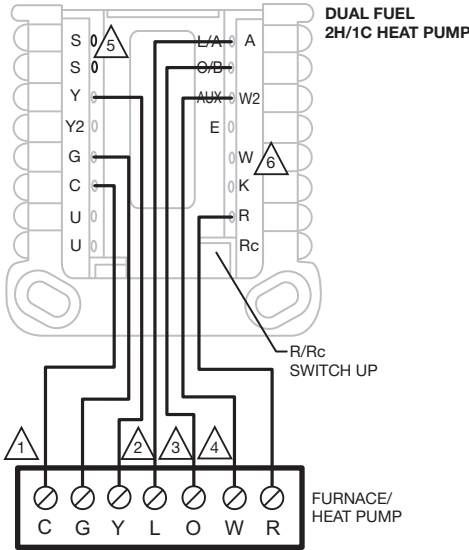 DUAL FUEL
2H/1C HEAT PUMP
S
S
Y
Y2
G
C
U
U
5
L/A A
O/B
AUX W2
E
W
K
R
Rc
6
R/Rc
SWITCH UP
1
2
3
4
C G Y L O W R
FURNACE/
HEAT PUMP